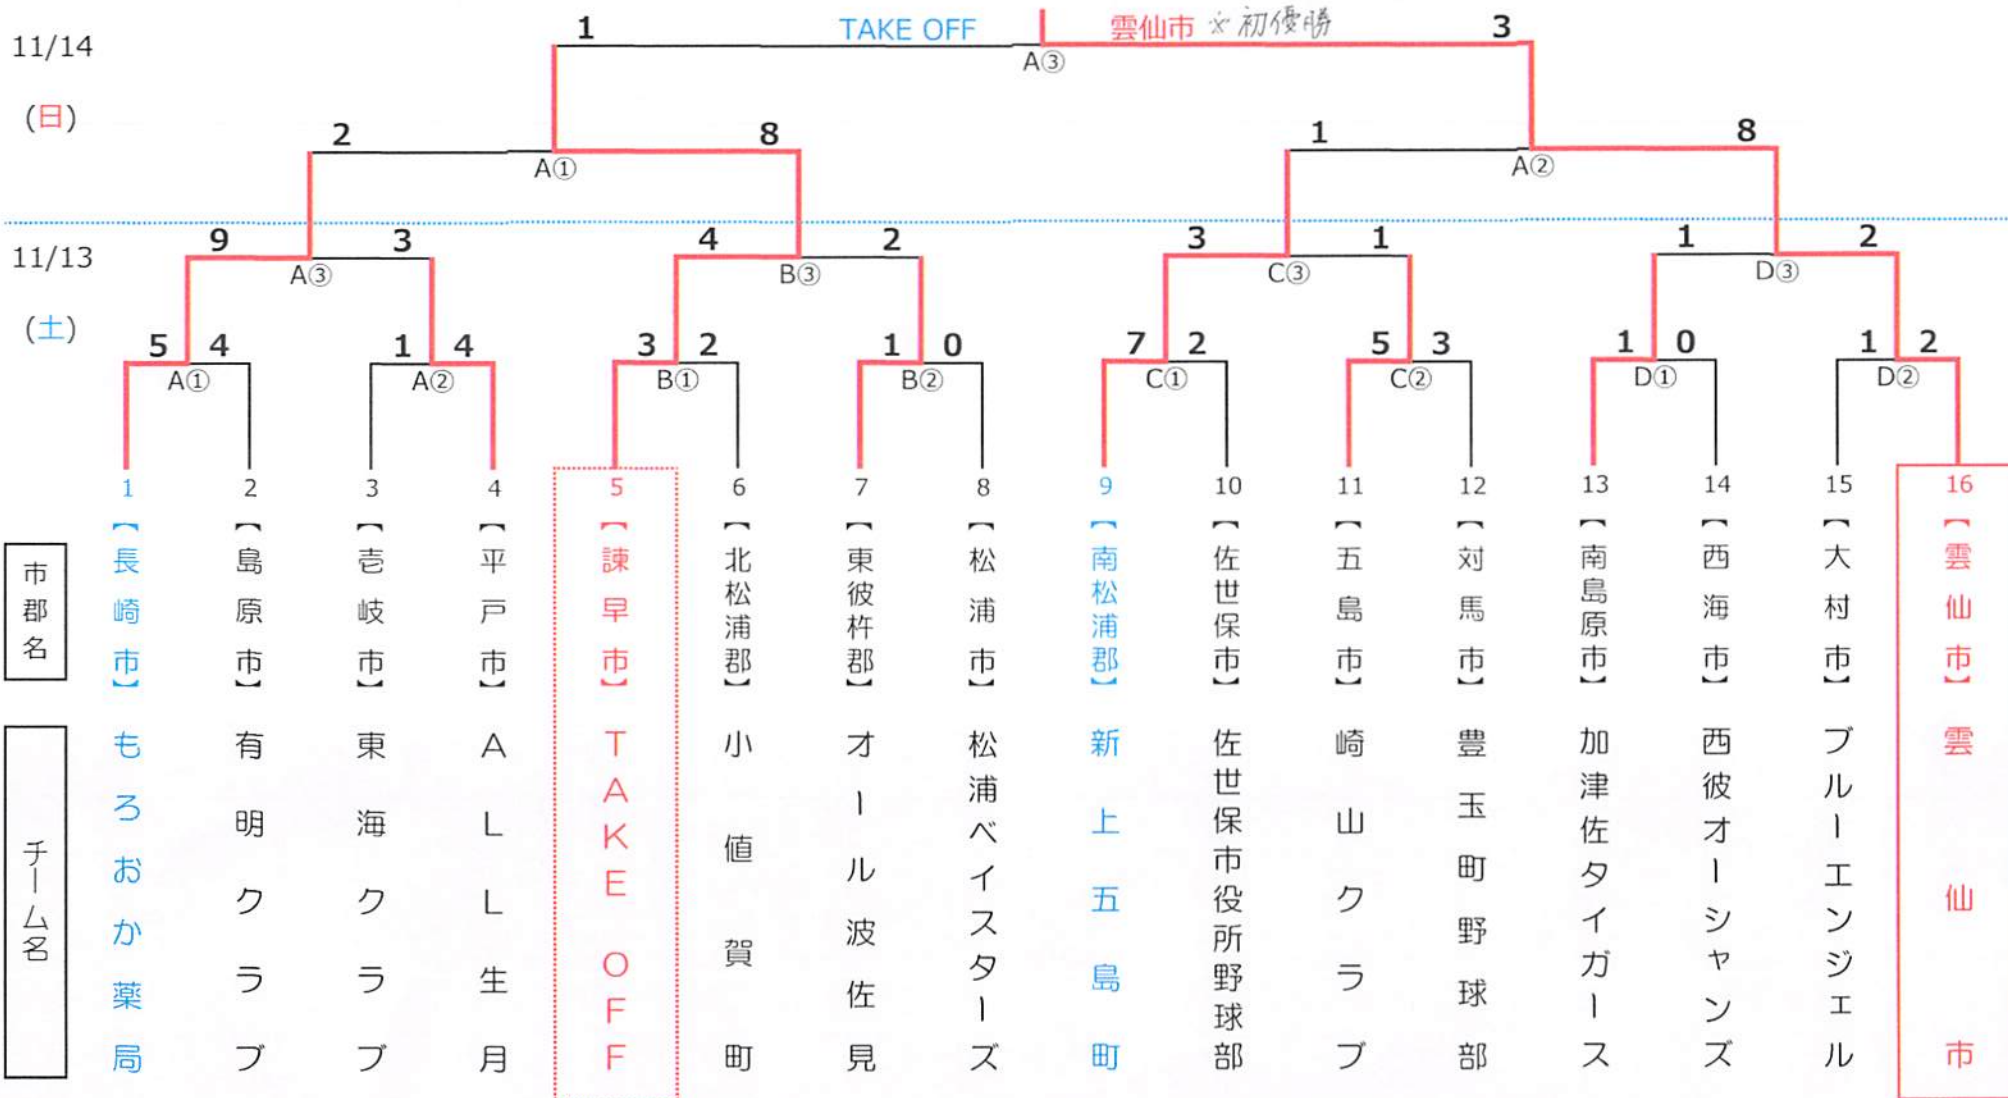 11/14
(日)
1 TAKE OFF 雲仙市 ※初優勝 3
A③
2 8 1 8
A① A②
11/13
(土)
9 3 4 2 3 1 1 2
A③ B③ C③ D③
5 4 1 4 3 2 1 0 7 2 5 3 1 0 1 2
A① A② B① B② C① C② D① D②
1 2 3 4 5 6 7 8 9 10 11 12 13 14 15 16
市郡名
【長崎市】
【島原市】
【壱岐市】
【平戸市】
【諫早市】
【北松浦郡】
【東彼杵郡】
【松浦市】
【南松浦郡】
【佐世保市】
【五島市】
【対馬市】
【南島原市】
【西海市】
【大村市】
【雲仙市】
チーム名
もろおか薬局
有明クラブ
東海クラブ
ALL生月
TAKE OFF
小値賀町
オール波佐見
松浦ベイスターズ
新上五島町
佐世保市役所野球部
崎山クラブ
豊玉町野球部
加津佐タイガース
西彼オーシャンズ
ブルーエンジェル
雲仙市